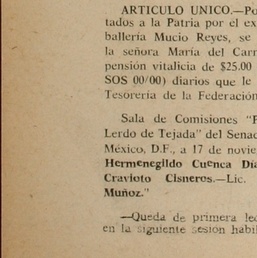 ARTICULO UNICO.—Po
tados a la Patria por el ex
ballería Mucio Reyes, se
la señora María del Carr
pensión vitalicia de $25.00
SOS 00/00) diarios que le
Tesorería de la Federación
Sala de Comisiones "F
Lerdo de Tejada" del Senac
México, D.F., a 17 de novie
Hermenegildo Cuenca Día
Cravioto Cisneros.—Lic.
Muñoz."
—Queda de primera lec
en la siguiente sesión hábil